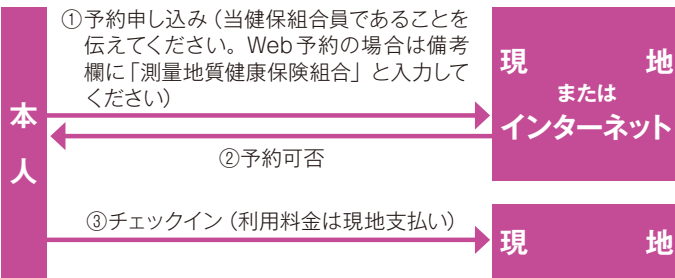 ①予約申し込み（当健保組合員であることを
伝えてください。Web予約の場合は備考
欄に「測量地質健康保険組合」と入力して
ください）
本人
現地
または
インターネット
②予約可否
③チェックイン（利用料金は現地支払い）
現地